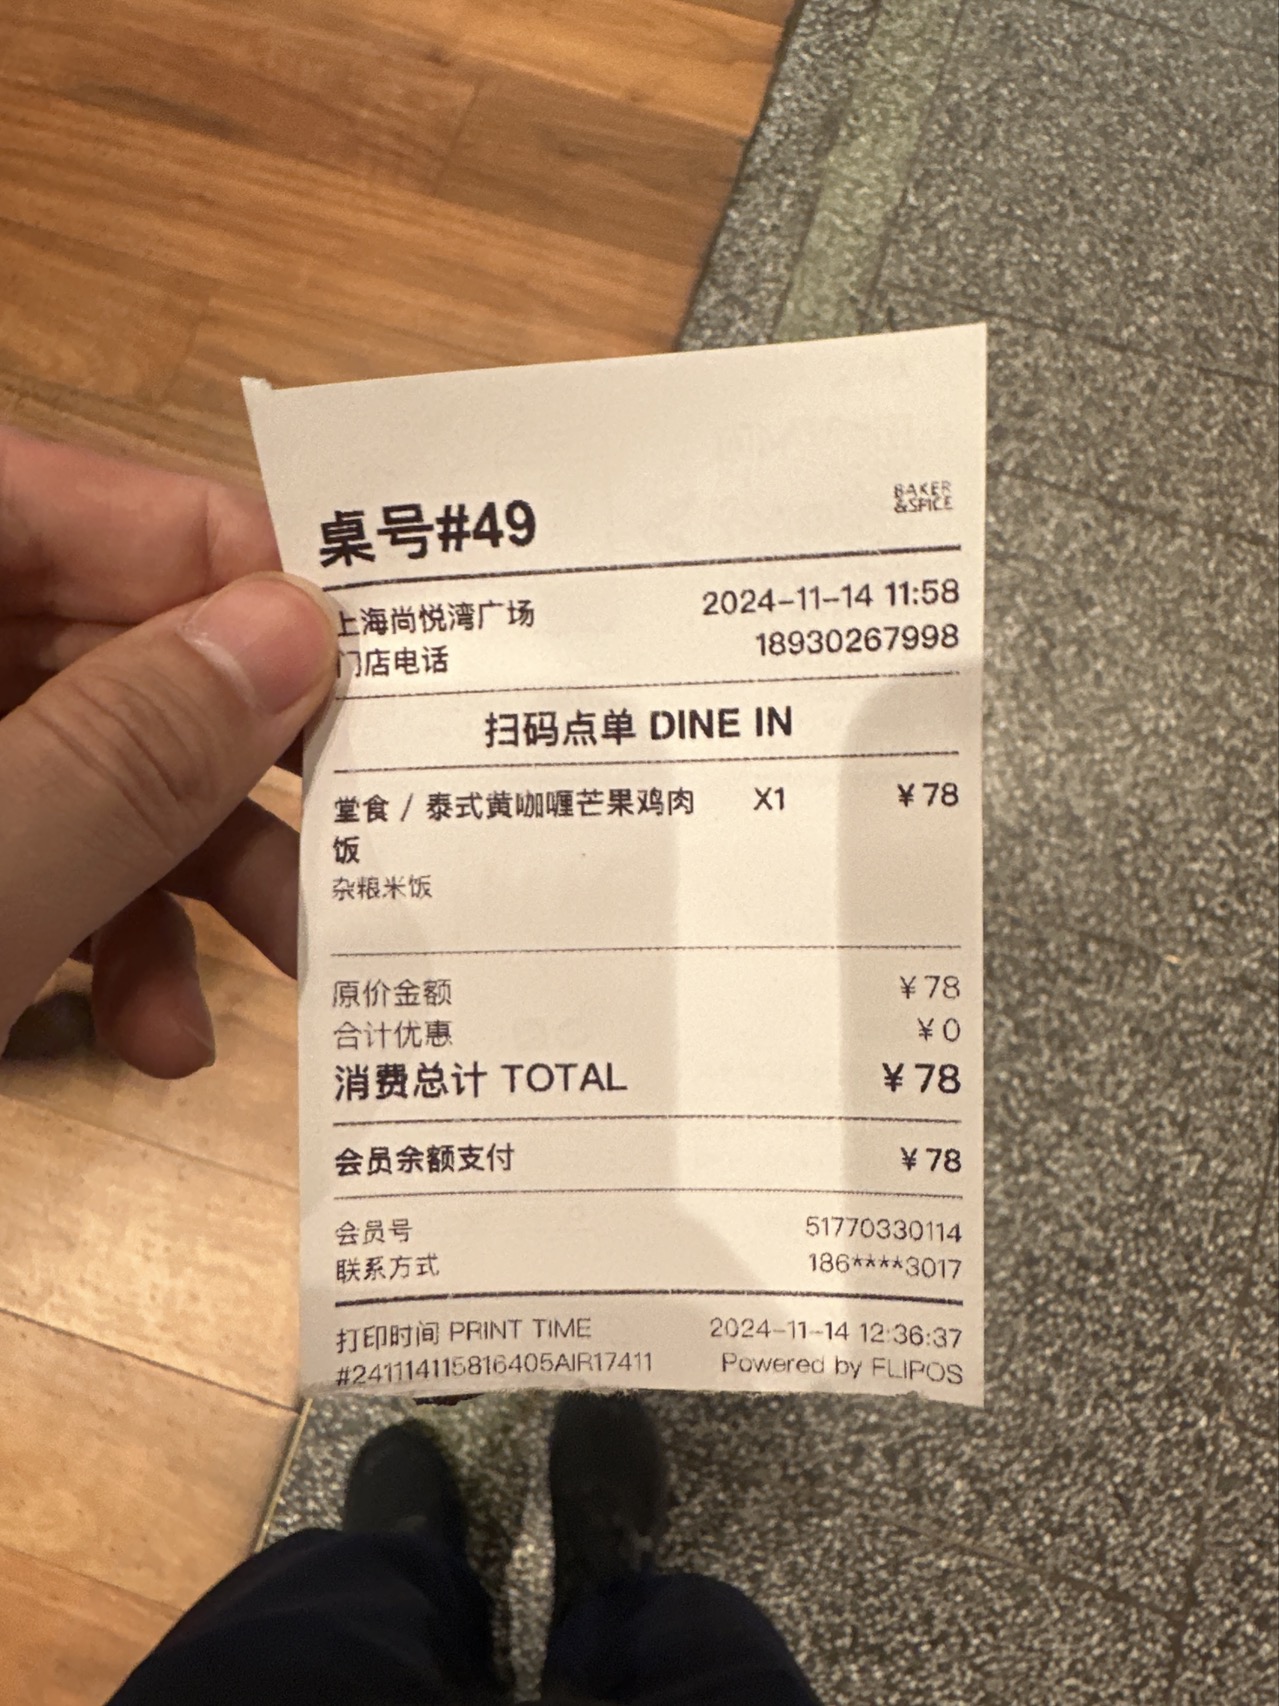 桌号#49
BAKER
&SPICE
上海尚悦湾广场 2024-11-14 11:58
门店电话 18930267998
扫码点单 DINE IN
堂食 / 泰式黄咖喱芒果鸡肉 X1 ¥78
饭
杂粮米饭
原价金额 ¥78
合计优惠 ¥0
消费总计 TOTAL ¥78
会员余额支付 ¥78
会员号 51770330114
联系方式 186****3017
打印时间 PRINT TIME 2024-11-14 12:36:37
#241114115816405AIR17411 Powered by FLIPOS